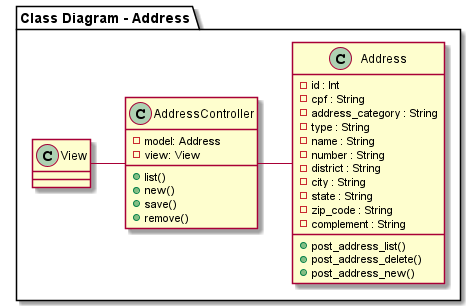 Class Diagram - Address
C View
C AddressController
model: Address
view: View
list()
new()
save()
remove()
C Address
id : Int
cpf : String
address_category : String
type : String
name : String
number : String
district : String
city : String
state : String
zip_code : String
complement : String
post_address_list()
post_address_delete()
post_address_new()